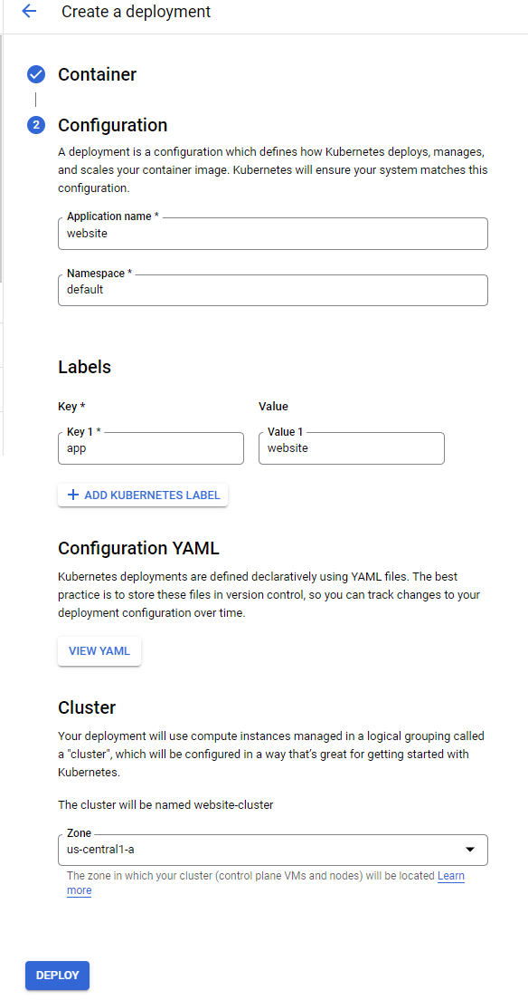 Create a deployment
Container
2 Configuration
A deployment is a configuration which defines how Kubernetes deploys, manages,
and scales your container image. Kubernetes will ensure your system matches this
configuration.
Application name *
website
Namespace *
default
Labels
Key * Value
Key 1 * Value 1
app website
ADD KUBERNETES LABEL
Configuration YAML
Kubernetes deployments are defined declaratively using YAML files. The best
practice is to store these files in version control, so you can track changes to your
deployment configuration over time.
VIEW YAML
Cluster
Your deployment will use compute instances managed in a logical grouping called
a "cluster", which will be configured in a way that’s great for getting started with
Kubernetes.
The cluster will be named website-cluster
Zone
us-central1-a
The zone in which your cluster (control plane VMs and nodes) will be located Learn
more
DEPLOY